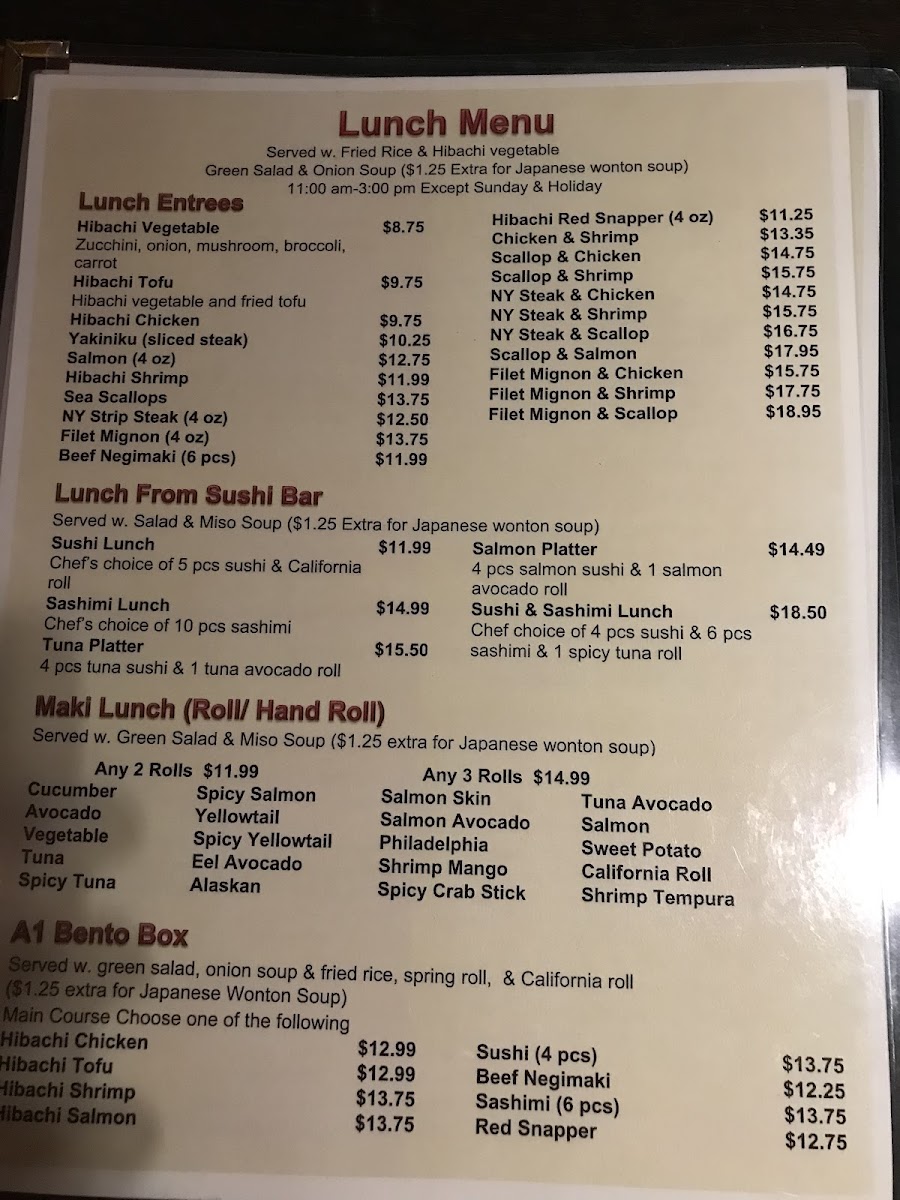 Lunch Menu
Served w. Fried Rice & Hibachi vegetable
Green Salad & Onion Soup ($1.25 Extra for Japanese wonton soup)
11:00 am-3:00 pm Except Sunday & Holiday
Lunch Entrees
Hibachi Vegetable $8.75
Zucchini, onion, mushroom, broccoli,
carrot
Hibachi Tofu $9.75
Hibachi vegetable and fried tofu
Hibachi Chicken $9.75
Yakiniku (sliced steak) $10.25
Salmon (4 oz) $12.75
Hibachi Shrimp $11.99
Sea Scallops $13.75
NY Strip Steak (4 oz) $12.50
Filet Mignon (4 oz) $13.75
Beef Negimaki (6 pcs) $11.99
Hibachi Red Snapper (4 oz) $11.25
Chicken & Shrimp $13.35
Scallop & Chicken $14.75
Scallop & Shrimp $15.75
NY Steak & Chicken $14.75
NY Steak & Shrimp $15.75
NY Steak & Scallop $16.75
Scallop & Salmon $17.95
Filet Mignon & Chicken $15.75
Filet Mignon & Shrimp $17.75
Filet Mignon & Scallop $18.95
Lunch From Sushi Bar
Served w. Salad & Miso Soup ($1.25 Extra for Japanese wonton soup)
Sushi Lunch $11.99
Chef's choice of 5 pcs sushi & California
roll
Sashimi Lunch $14.99
Chef's choice of 10 pcs sashimi
Tuna Platter $15.50
4 pcs tuna sushi & 1 tuna avocado roll
Salmon Platter $14.49
4 pcs salmon sushi & 1 salmon
avocado roll
Sushi & Sashimi Lunch $18.50
Chef choice of 4 pcs sushi & 6 pcs
sashimi & 1 spicy tuna roll
Maki Lunch (Roll/ Hand Roll)
Served w. Green Salad & Miso Soup ($1.25 extra for Japanese wonton soup)
Any 2 Rolls $11.99 Any 3 Rolls $14.99
Cucumber Spicy Salmon Salmon Skin Tuna Avocado
Avocado Yellowtail Salmon Avocado Salmon
Vegetable Spicy Yellowtail Philadelphia Sweet Potato
Tuna Eel Avocado Shrimp Mango California Roll
Spicy Tuna Alaskan Spicy Crab Stick Shrimp Tempura
A1 Bento Box
Served w. green salad, onion soup & fried rice, spring roll, & California roll
($1.25 extra for Japanese Wonton Soup)
Main Course Choose one of the following
Hibachi Chicken $12.99
Hibachi Tofu $12.99
Hibachi Shrimp $13.75
Hibachi Salmon $13.75
Sushi (4 pcs) $13.75
Beef Negimaki $12.25
Sashimi (6 pcs) $13.75
Red Snapper $12.75